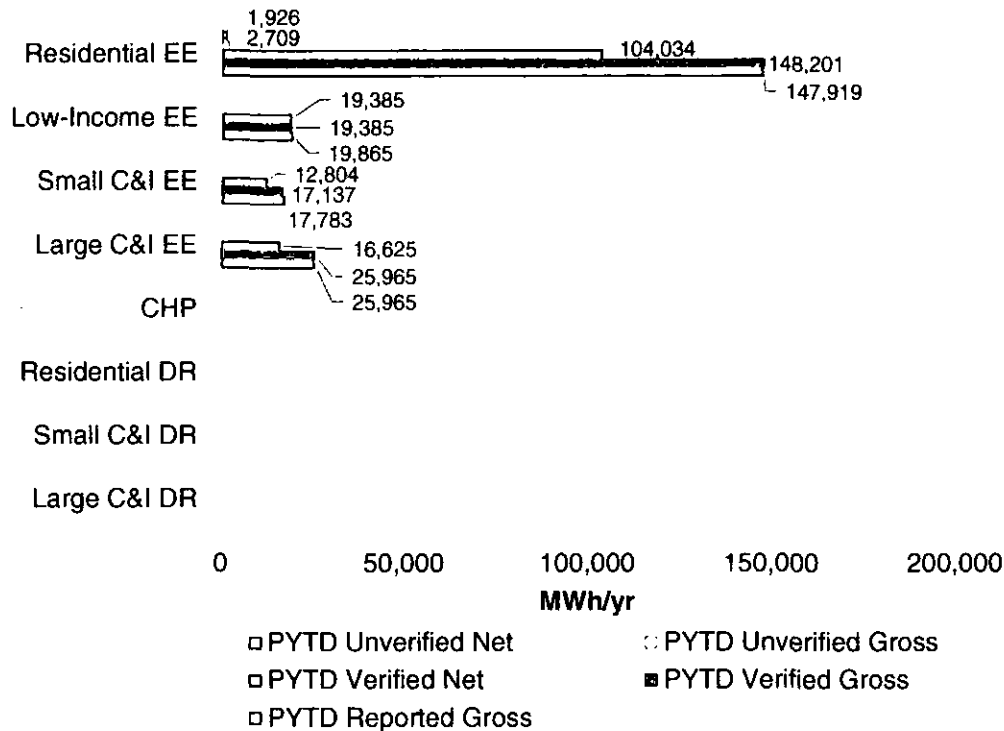 1,926
2,709
Residential EE
104,034
148,201
147,919
19,385
Low-Income EE
19,385
19,865
12,804
Small C&I EE
17,137
17,783
Large C&I EE
16,625
25,965
25,965
CHP
Residential DR
Small C&I DR
Large C&I DR
0 50,000 100,000 150,000 200,000
MWh/yr
PYTD Unverified Net PYTD Unverified Gross
PYTD Verified Net PYTD Verified Gross
PYTD Reported Gross